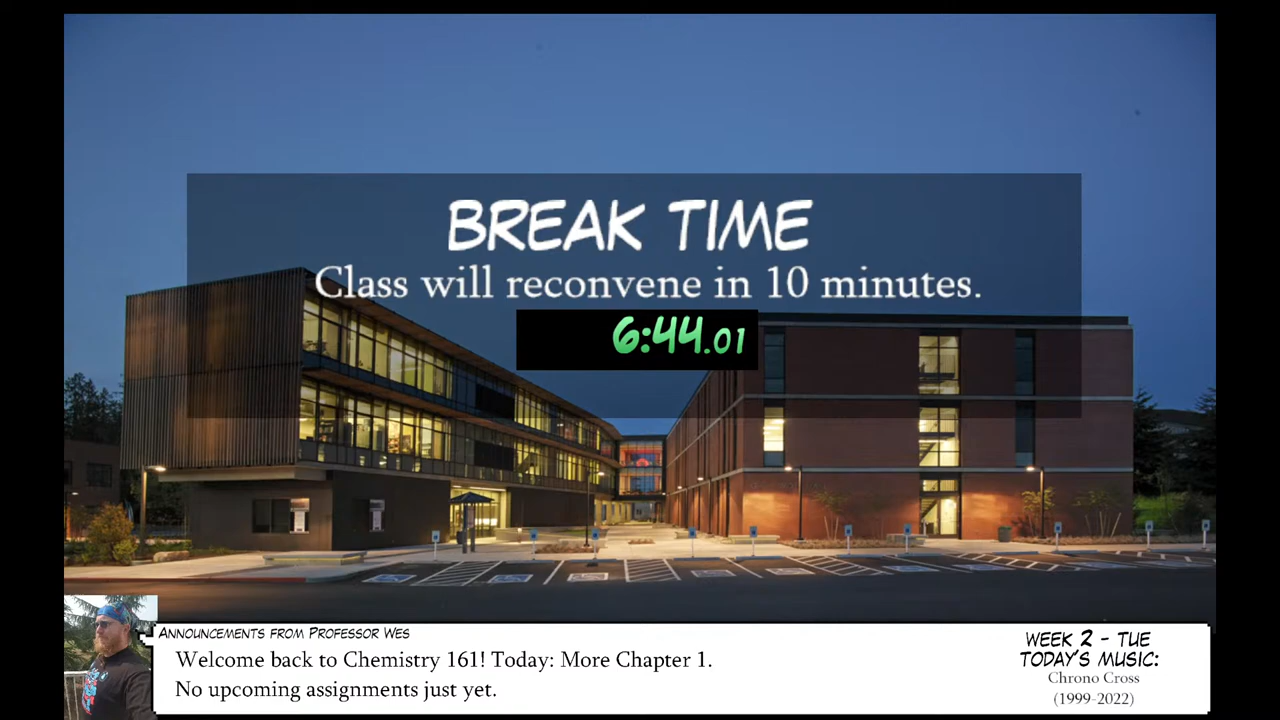 BREAK TIME
Class will reconvene in 10 minutes.
6:44.01
ANNOUNCEMENTS FROM PROFESSOR WES
Welcome back to Chemistry 161! Today: More Chapter 1.
No upcoming assignments just yet.
WEEK 2 - TUE
TODAY'S MUSIC:
Chrono Cross
(1999-2022)